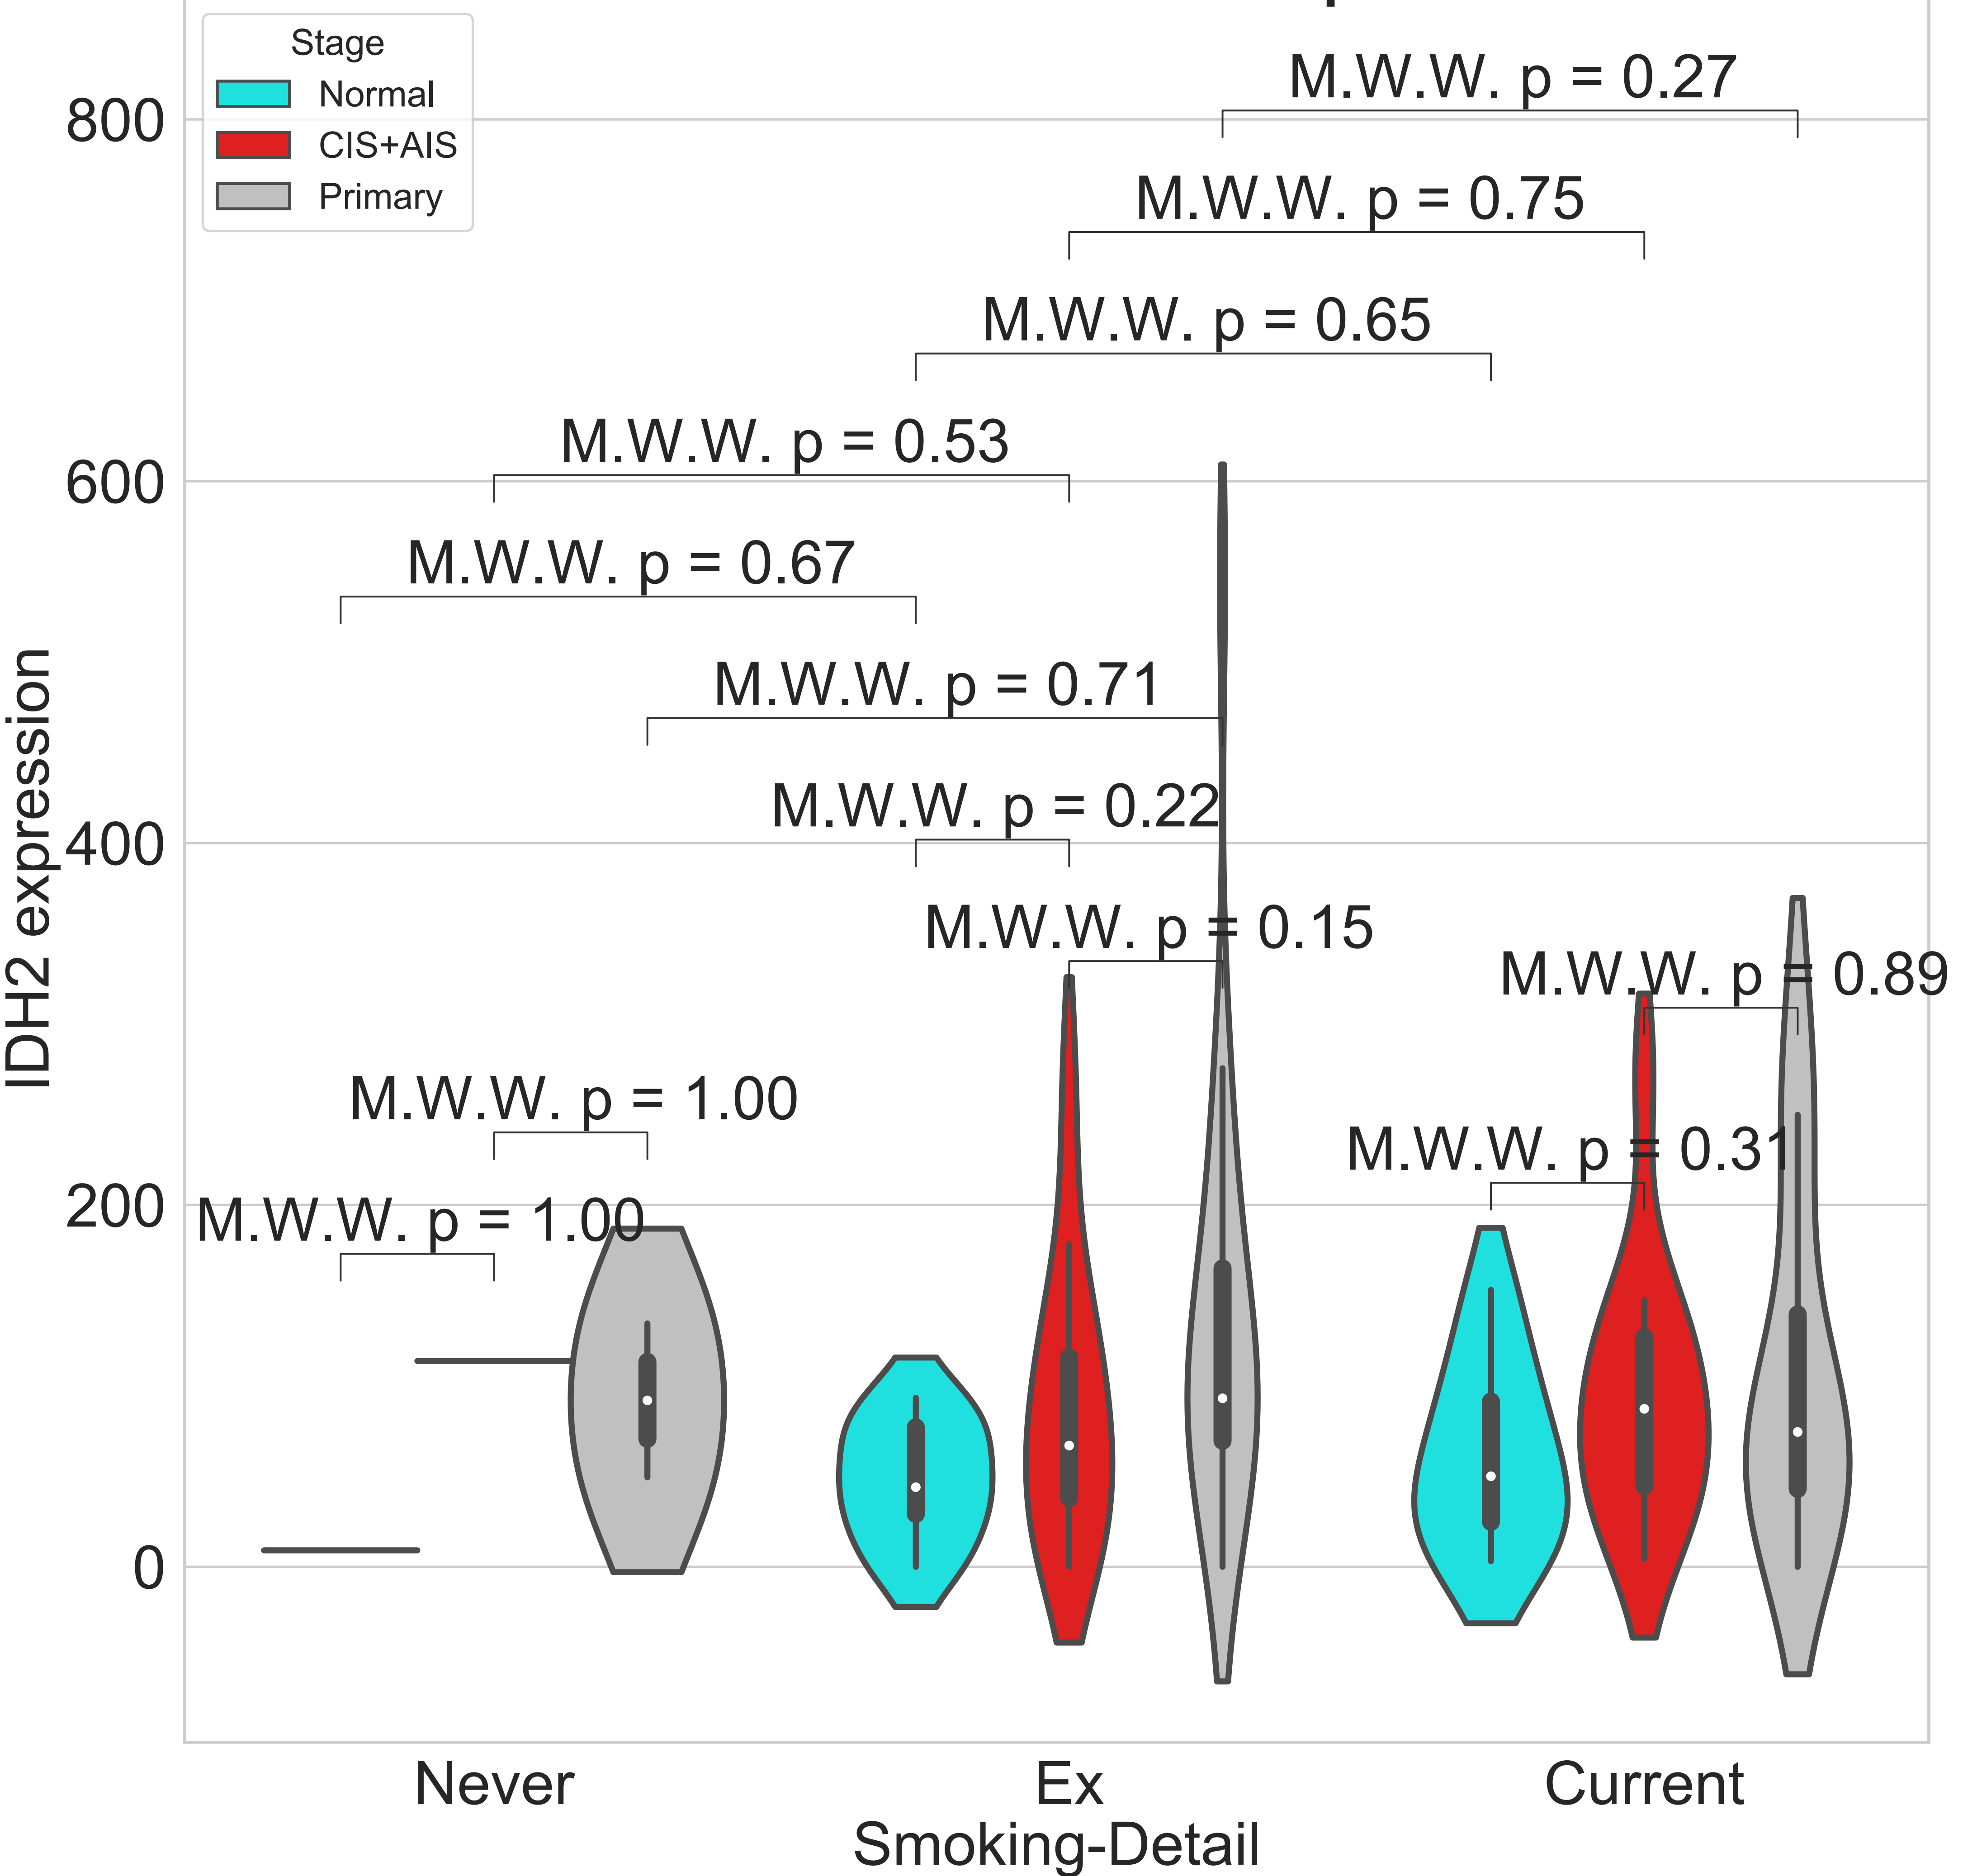 Stage
Normal
CIS+AIS
Primary
M.W.W. p = 0.27
M.W.W. p = 0.75
M.W.W. p = 0.65
M.W.W. p = 0.53
M.W.W. p = 0.67
M.W.W. p = 0.71
M.W.W. p = 0.22
M.W.W. p = 0.15
M.W.W. p = 0.89
M.W.W. p = 1.00
M.W.W. p = 0.31
M.W.W. p = 1.00
800
600
400
200
0
IDH2 expression
Never
Ex
Current
Smoking-Detail